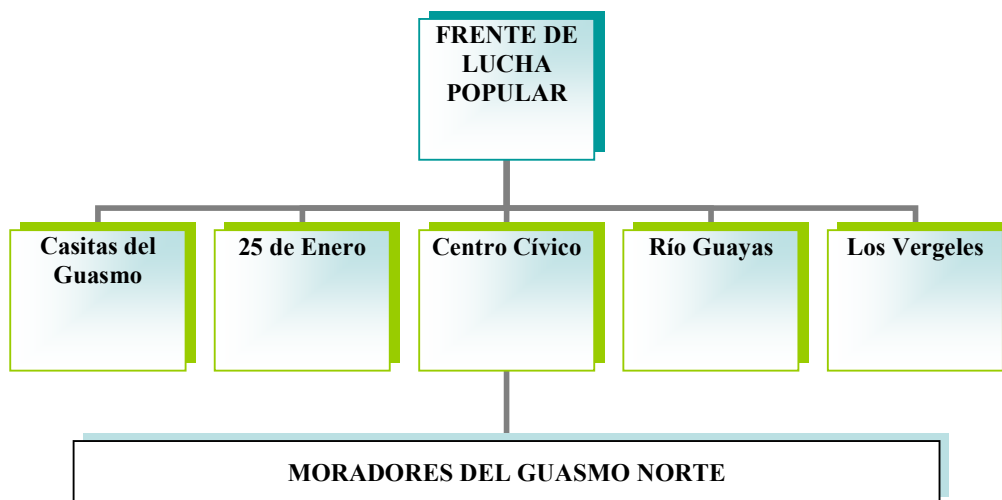 FRENTE DE
LUCHA
POPULAR
Casitas del
Guasmo
25 de Enero
Centro Cívico
Río Guayas
Los Vergeles
MORADORES DEL GUASMO NORTE